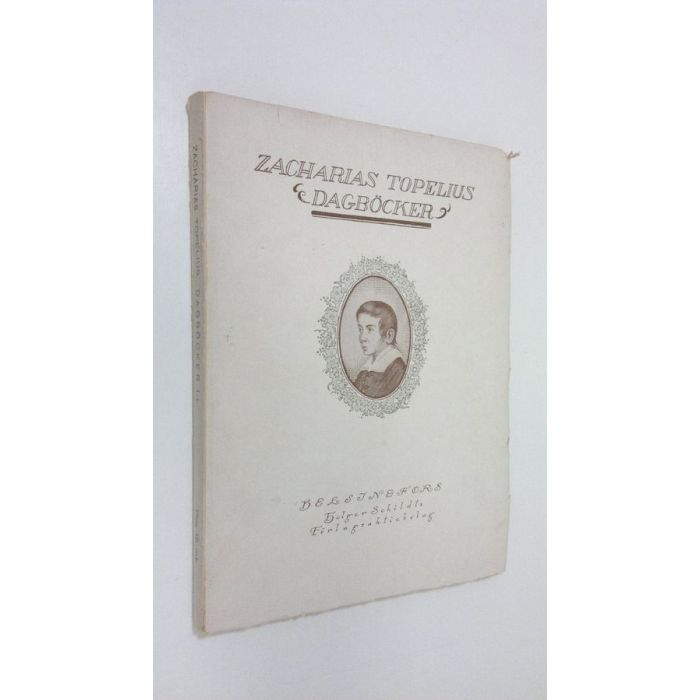 ZACHARIAS TOPELIUS
DAGBÖCKER
HELSINGFORS
Holger Schildts
Förlagsaktiebolag
ZACHARIAS TOPELIUS DAGBÖCKER